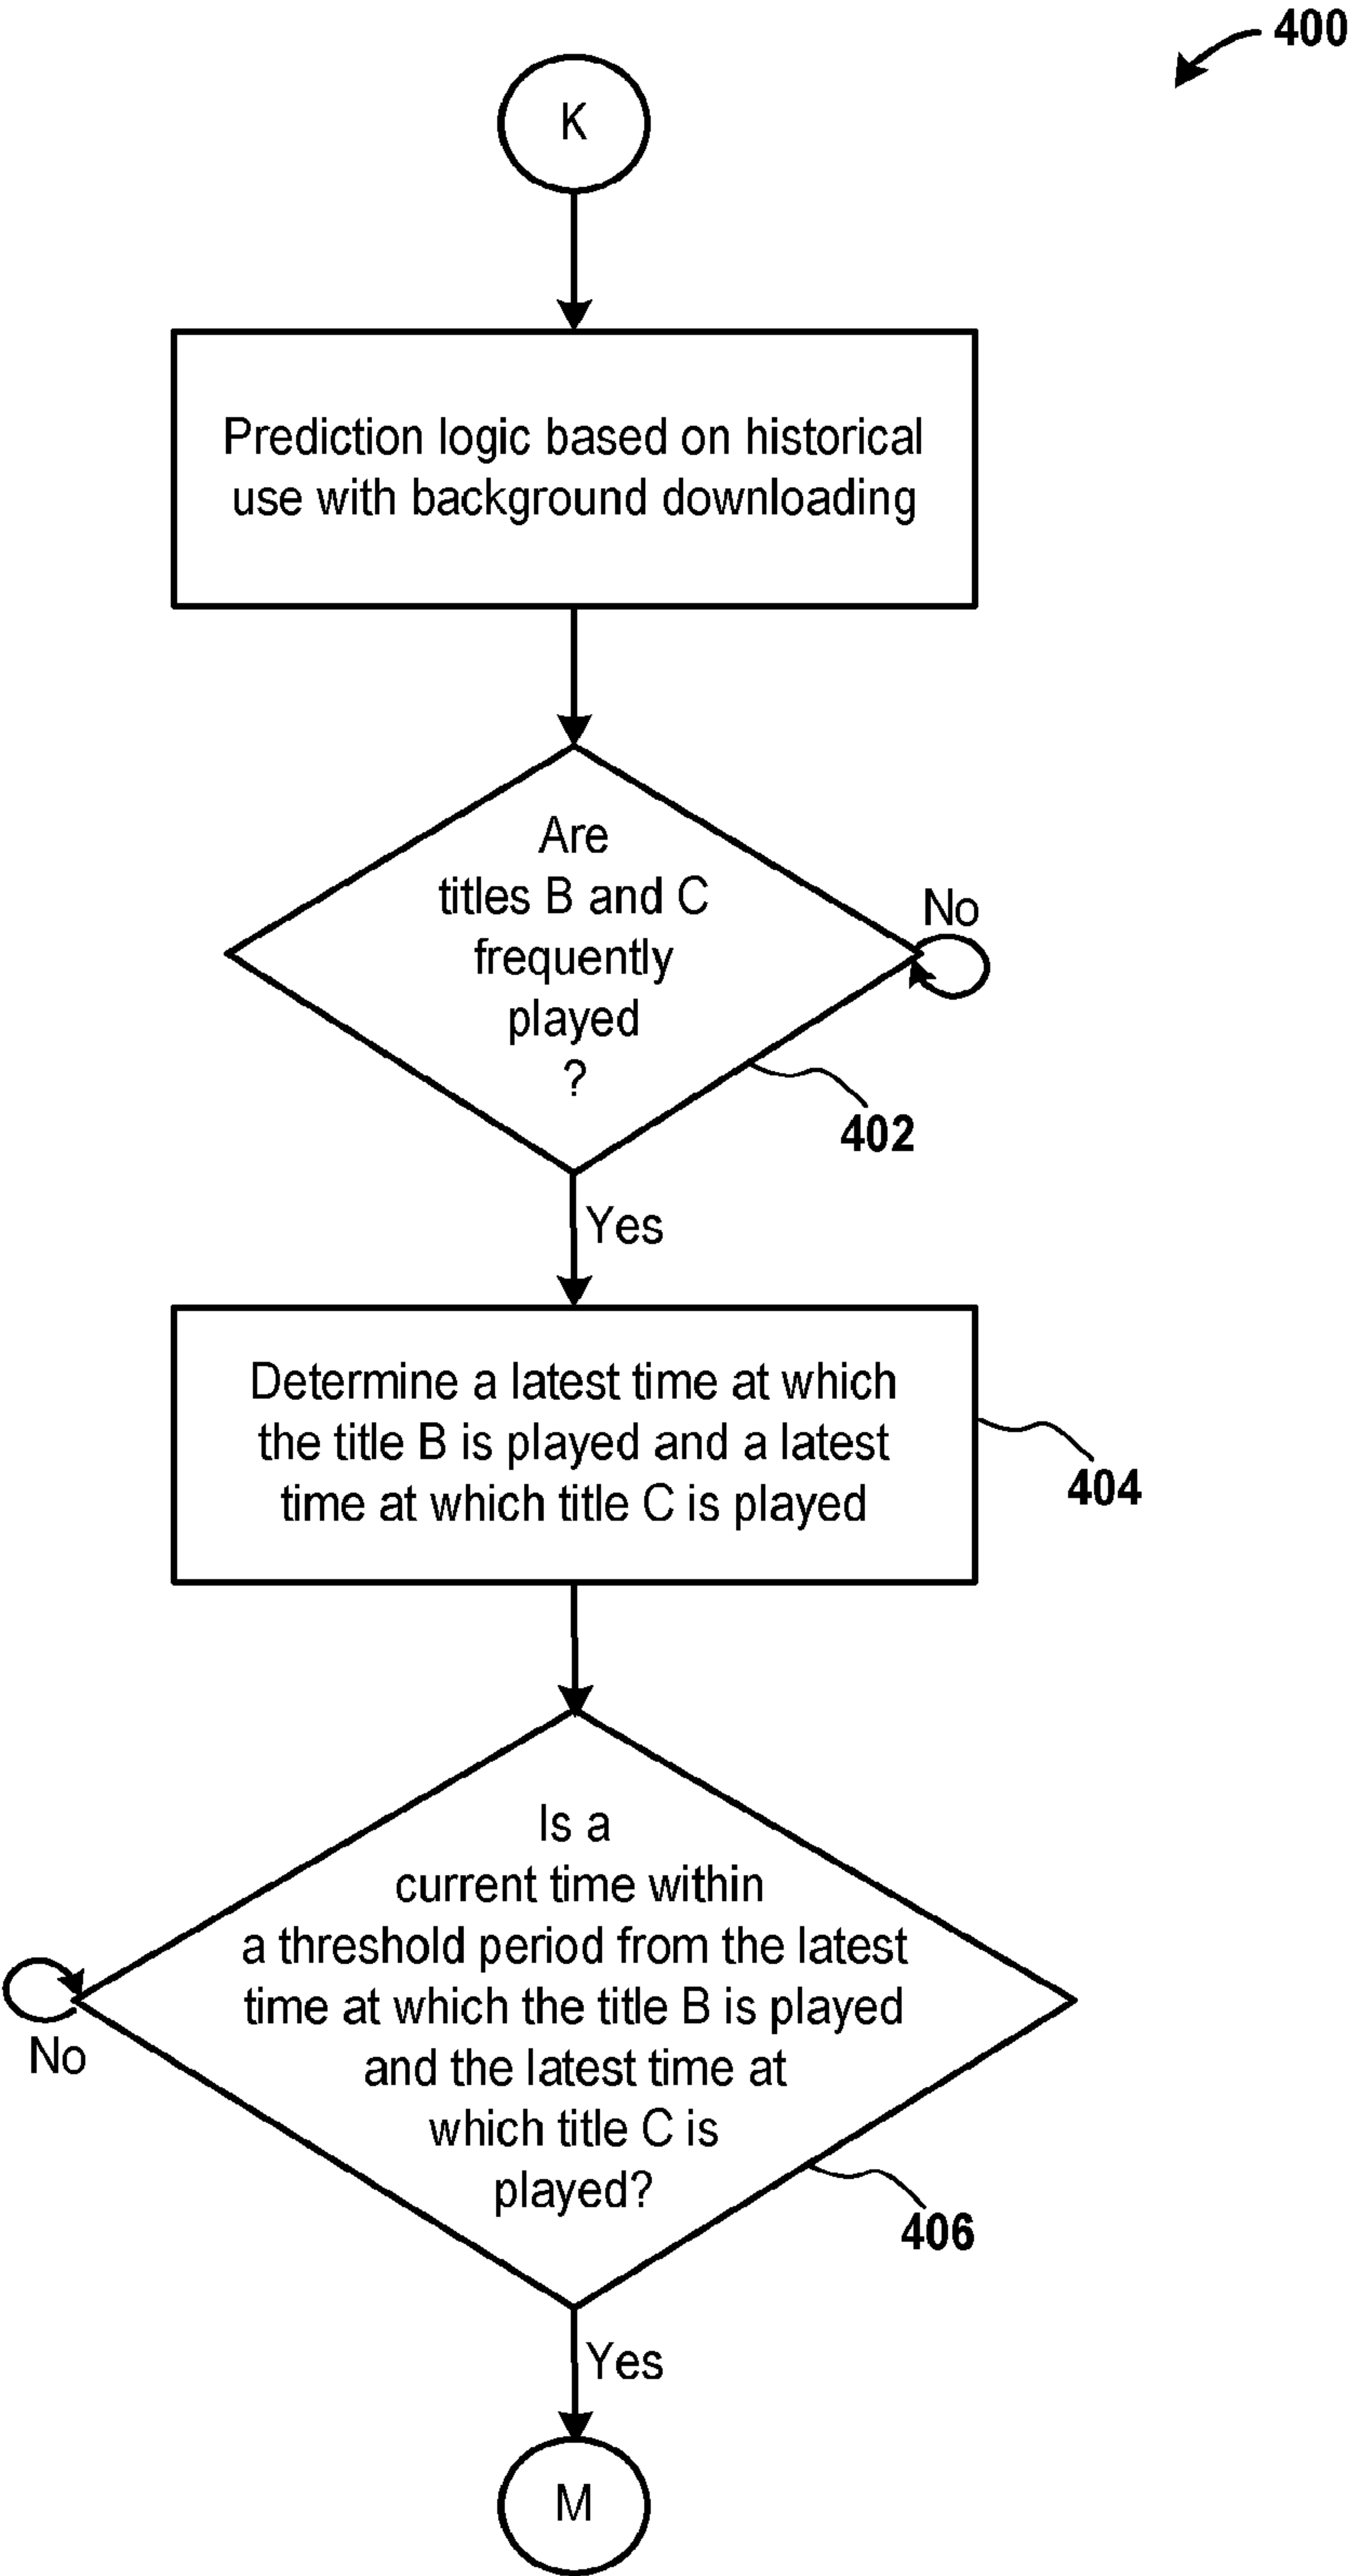 400
K
Prediction logic based on historical
use with background downloading
Are
titles B and C
frequently
played
?
No
402
Yes
Determine a latest time at which
the title B is played and a latest
time at which title C is played
404
Is a
current time within
a threshold period from the latest
time at which the title B is played
and the latest time at
which title C is
played?
No
406
Yes
M